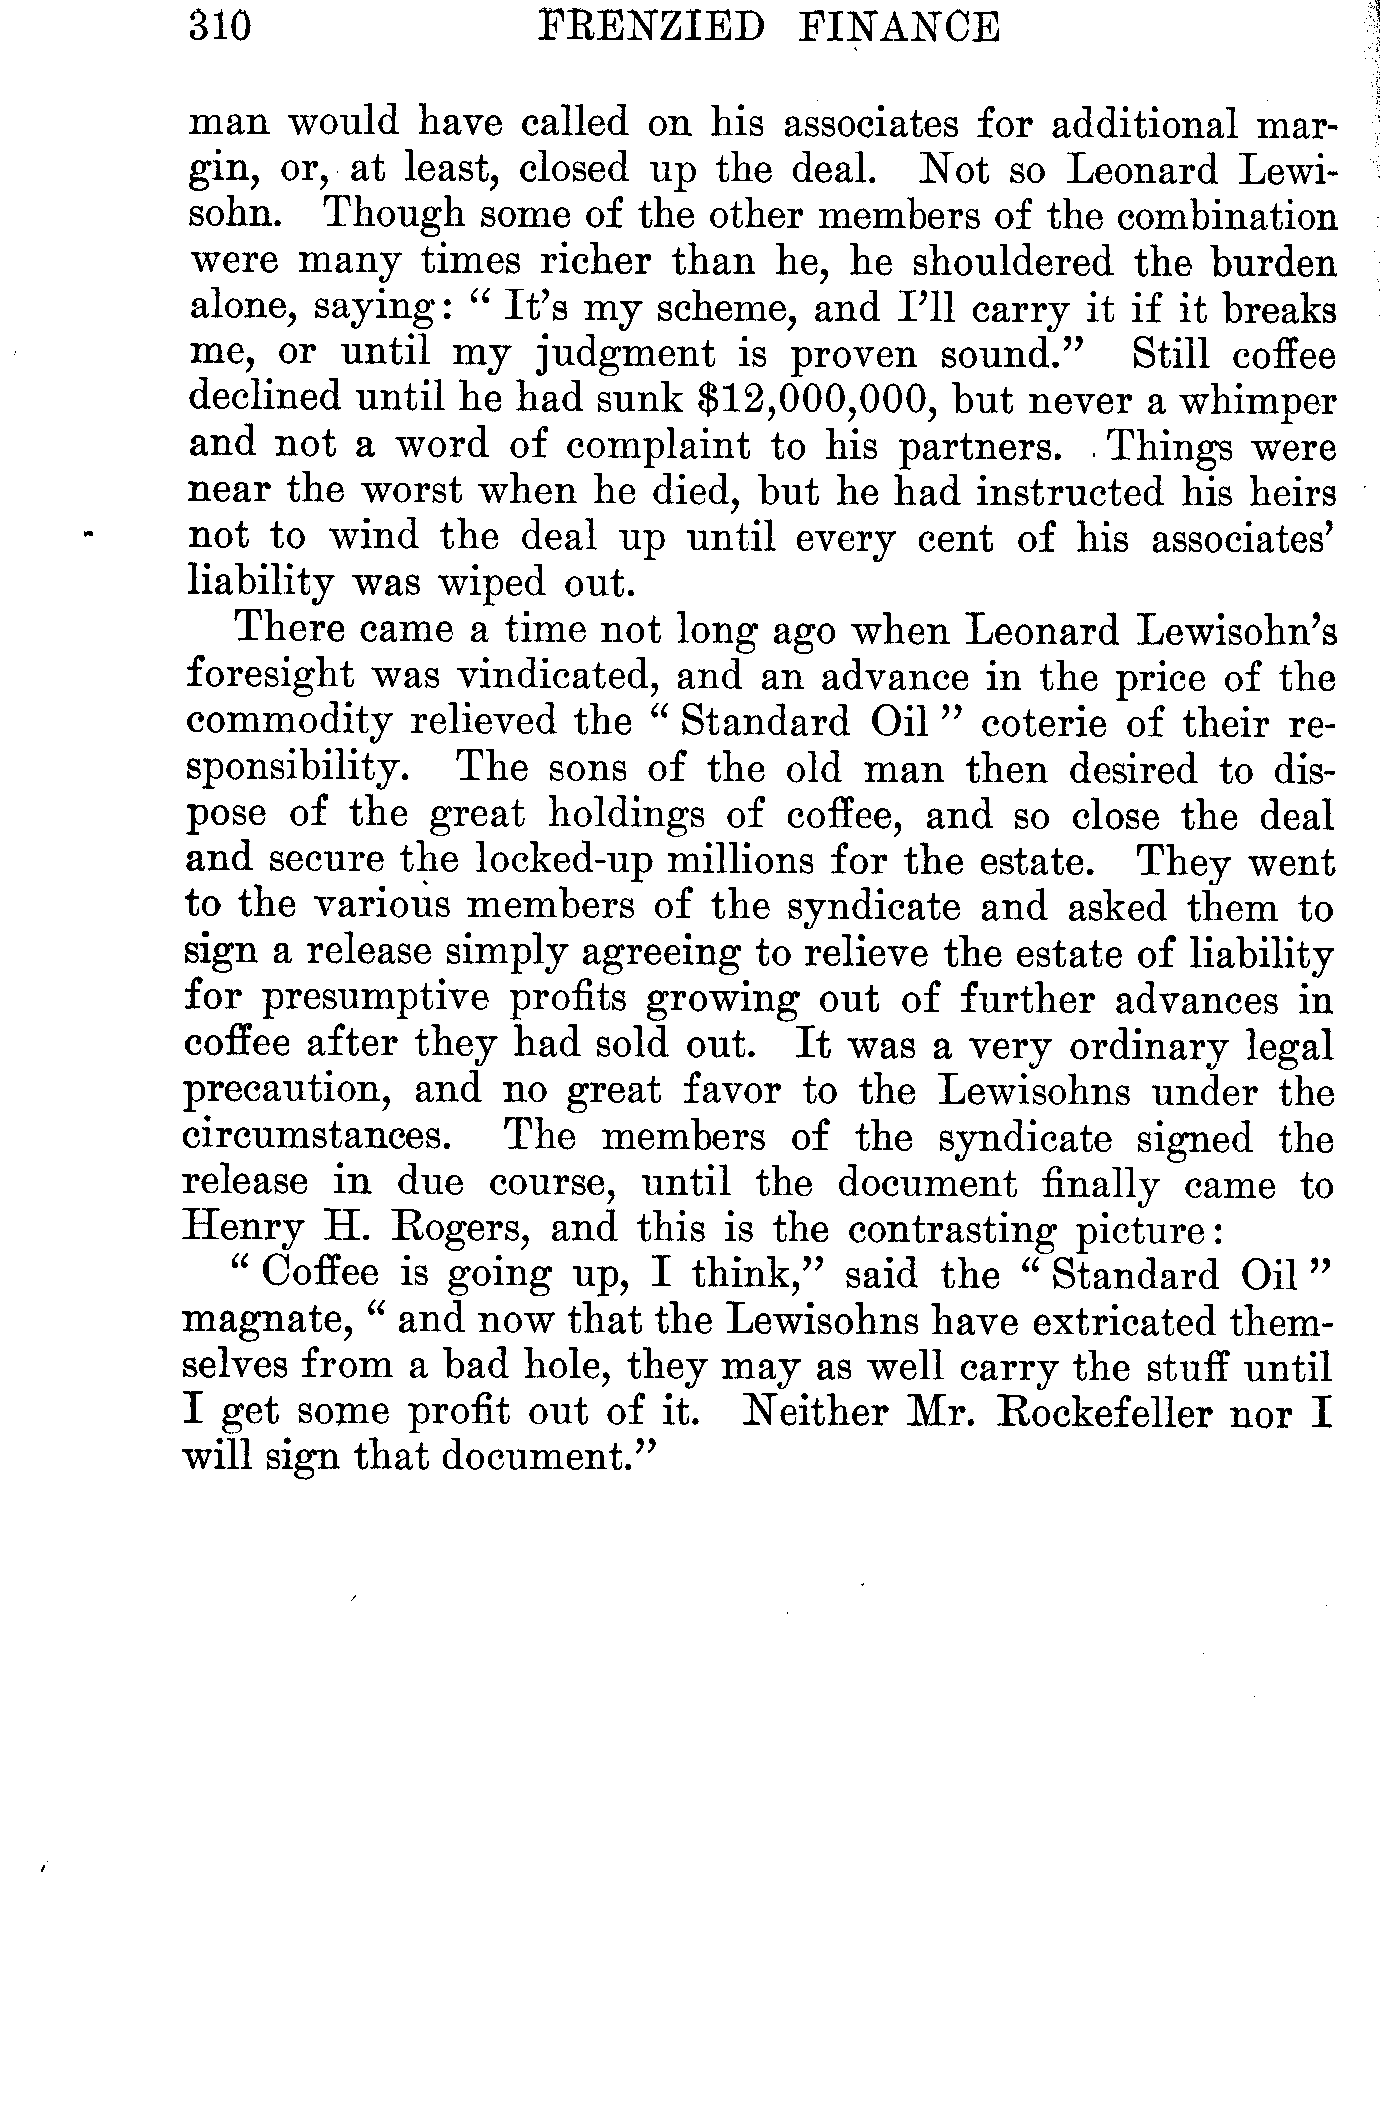 310 FRENZIED FINANCE
man would have called on his associates for additional mar-
gin, or, at least, closed up the deal. Not so Leonard Lewi-
sohn. Though some of the other members of the combination
were many times richer than he, he shouldered the burden
alone, saying: “ It’s my scheme, and I’ll carry it if it breaks
me, or until my judgment is proven sound.” Still coffee
declined until he had sunk $12,000,000, but never a whimper
and not a word of complaint to his partners. Things were
near the worst when he died, but he had instructed his heirs
not to wind the deal up until every cent of his associates’
liability was wiped out.
There came a time not long ago when Leonard Lewisohn’s
foresight was vindicated, and an advance in the price of the
commodity relieved the “ Standard Oil ” coterie of their re-
sponsibility. The sons of the old man then desired to dis-
pose of the great holdings of coffee, and so close the deal
and secure the locked-up millions for the estate. They went
to the various members of the syndicate and asked them to
sign a release simply agreeing to relieve the estate of liability
for presumptive profits growing out of further advances in
coffee after they had sold out. It was a very ordinary legal
precaution, and no great favor to the Lewisohns under the
circumstances. The members of the syndicate signed the
release in due course, until the document finally came to
Henry H. Rogers, and this is the contrasting picture:
“ Coffee is going up, I think,” said the “ Standard Oil ”
magnate, “ and now that the Lewisohns have extricated them-
selves from a bad hole, they may as well carry the stuff until
I get some profit out of it. Neither Mr. Rockefeller nor I
will sign that document.”